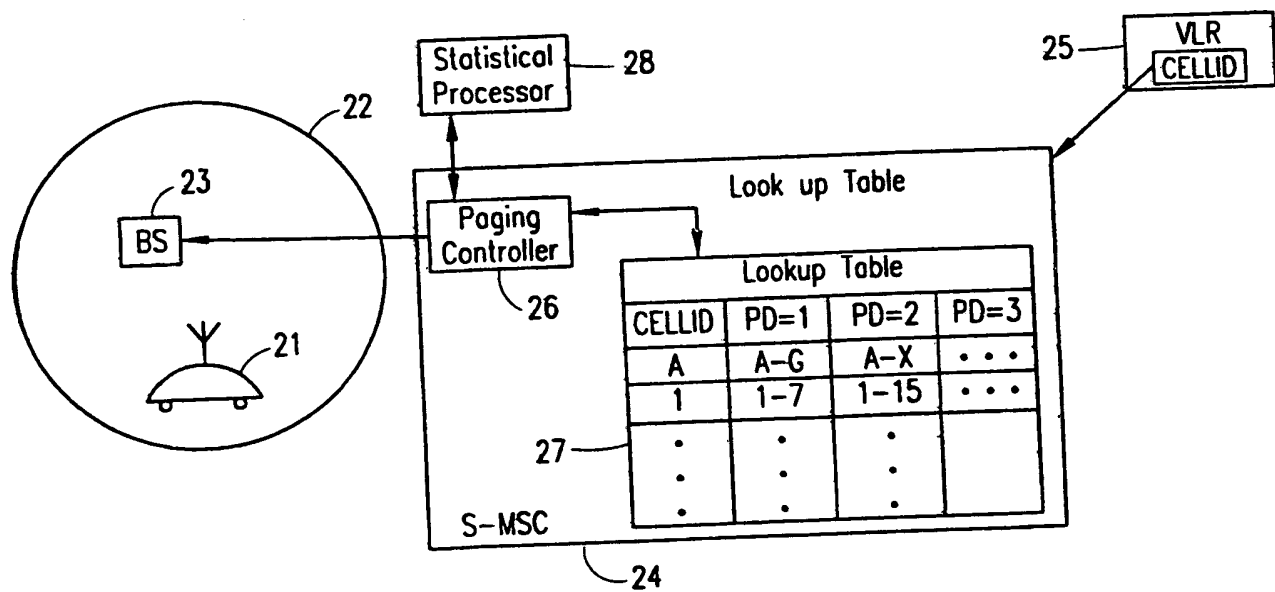 25
VLR
CELLID
Statistical
Processor
28
22
23
BS
Look up Table
Paging
Controller
26
Lookup Table
CELLID PD=1 PD=2 PD=3
A A-G A-X • • •
1 1-7 1-15 • • •
21
27
S-MSC
24